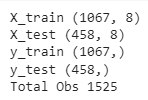 X_train (1067, 8)
X_test (458, 8)
y_train (1067,)
y_test (458,)
Total Obs 1525